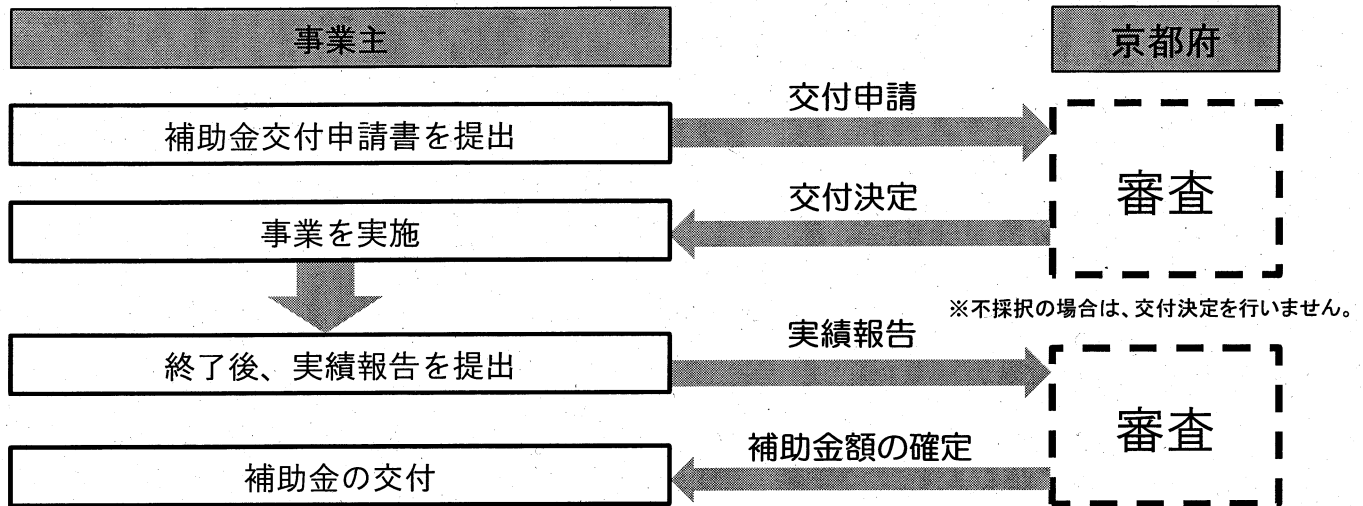 事業主
京都府
補助金交付申請書を提出
交付申請
審査
交付決定
事業を実施
※不採択の場合は、交付決定を行いません。
終了後、実績報告を提出
実績報告
審査
補助金額の確定
補助金の交付